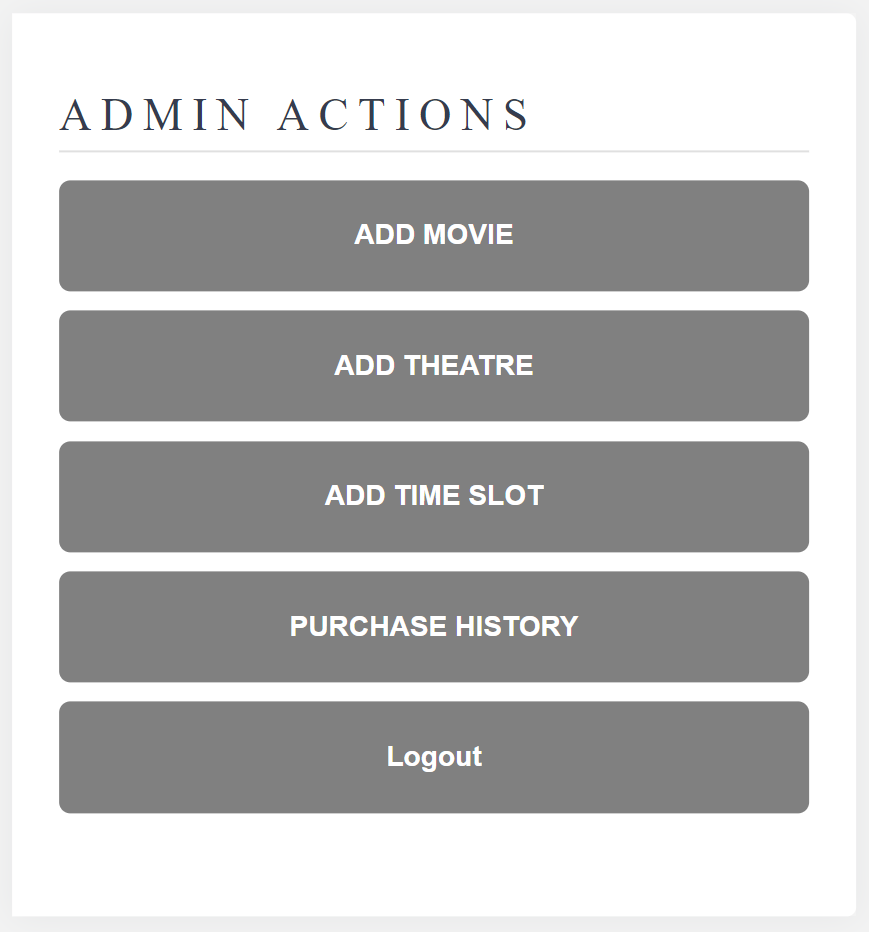 ADMIN ACTIONS
ADD MOVIE
ADD THEATRE
ADD TIME SLOT
PURCHASE HISTORY
Logout